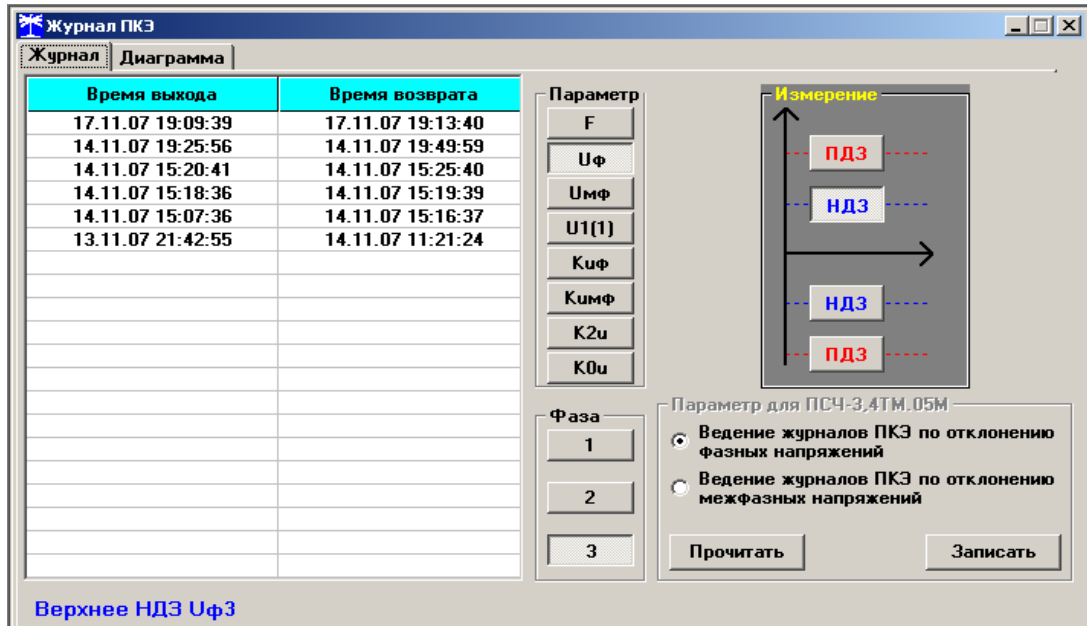 Журнал ПКЭ
Журнал Диаграмма
Время выхода Время возврата
17.11.07 19:09:39 17.11.07 19:13:40
14.11.07 19:25:56 14.11.07 19:49:59
14.11.07 15:20:41 14.11.07 15:25:40
14.11.07 15:18:36 14.11.07 15:19:39
14.11.07 15:07:36 14.11.07 15:16:37
13.11.07 21:42:55 14.11.07 11:21:24
Параметр
F
Uф
Uмф
U1(1)
Kuф
Kuмф
K2u
K0u
Фаза
1
2
3
Измерение
ПДЗ
НДЗ
НДЗ
ПДЗ
Параметр для ПСЧ-3,4ТМ.05М
Ведение журналов ПКЭ по отклонению
фазных напряжений
Ведение журналов ПКЭ по отклонению
межфазных напряжений
Прочитать Записать
Верхнее НДЗ Uф3